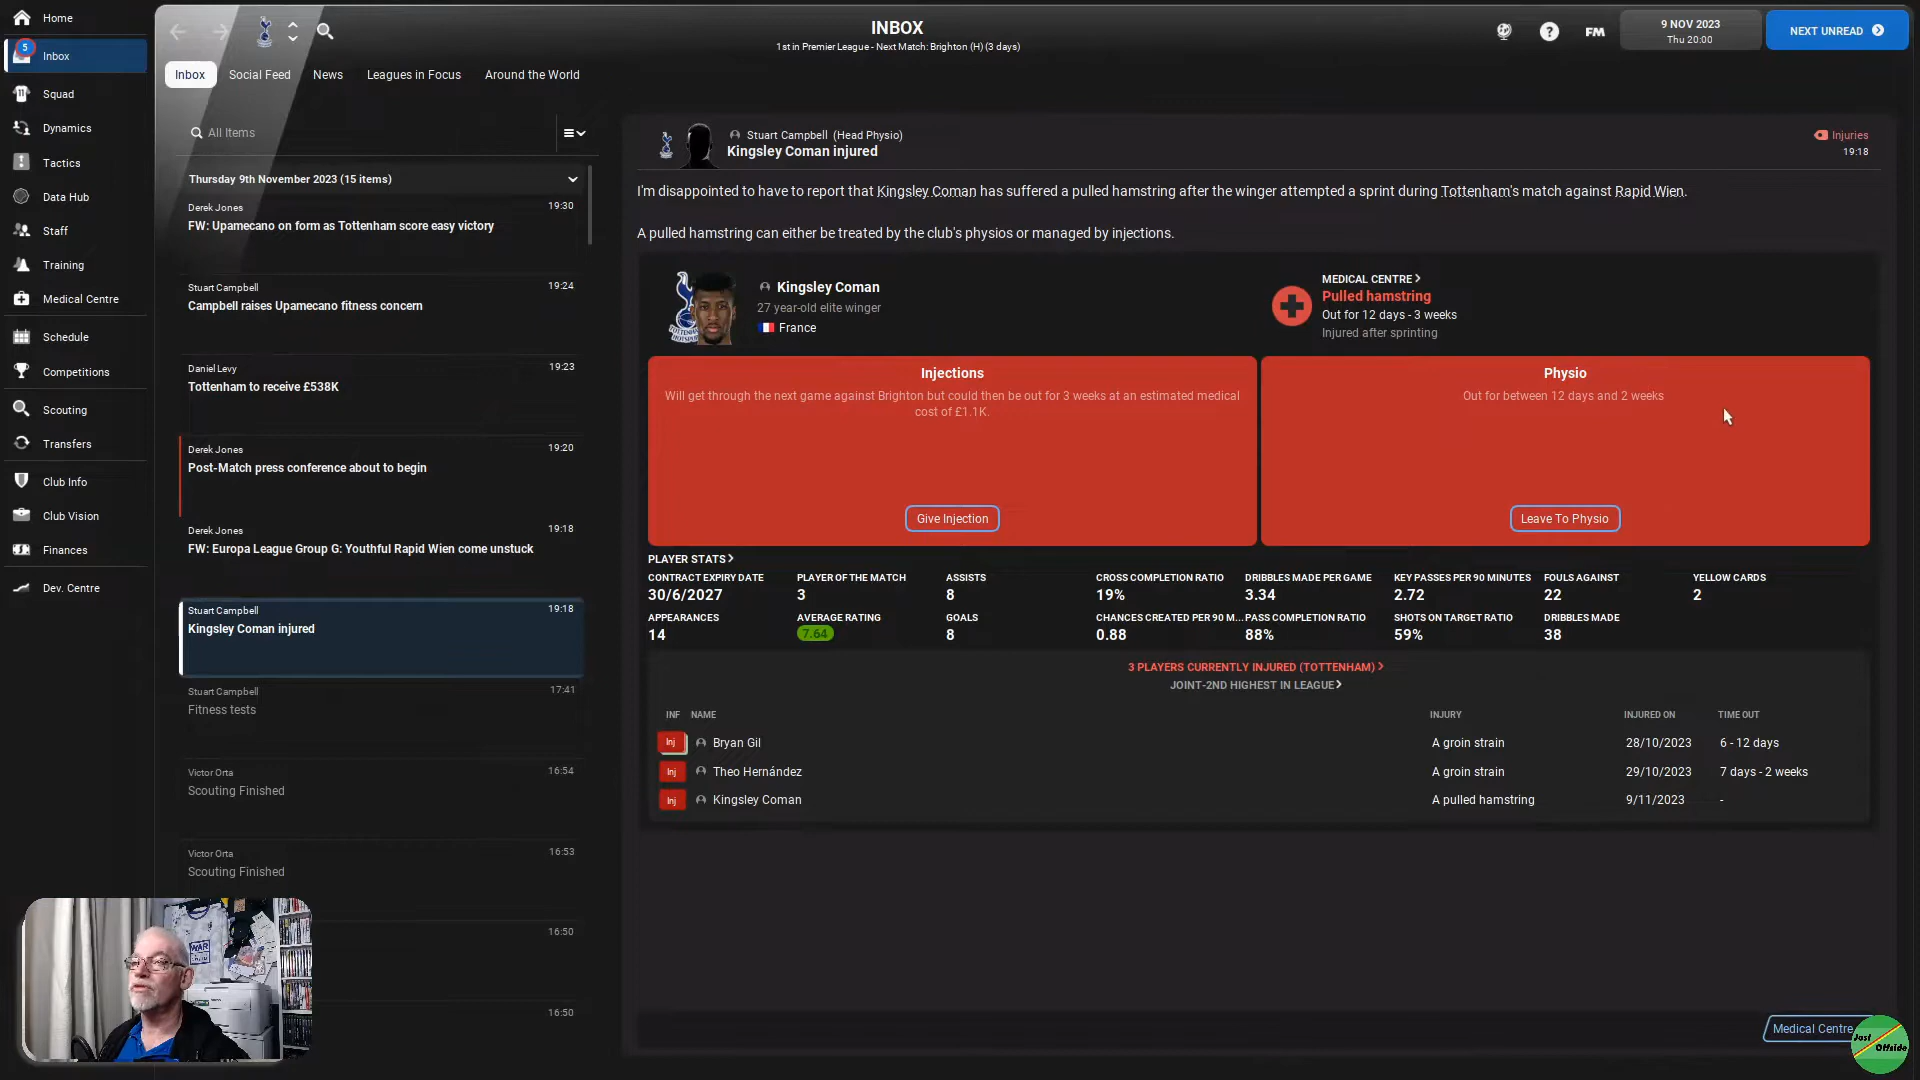 Home
Inbox
5
Squad
Dynamics
Tactics
Data Hub
Staff
Training
Medical Centre
Schedule
Competitions
Scouting
Transfers
Club Info
Club Vision
Finances
Dev. Centre
INBOX
1st in Premier League - Next Match: Brighton (H) (3 days)
FM
9 NOV 2023
Thu 20:00
NEXT UNREAD
Inbox Social Feed News Leagues in Focus Around the World
All Items
Thursday 9th November 2023 (15 items)
Derek Jones 19:30
FW: Upamecano on form as Tottenham score easy victory
Stuart Campbell 19:24
Campbell raises Upamecano fitness concern
Daniel Levy 19:23
Tottenham to receive £538K
Derek Jones 19:20
Post-Match press conference about to begin
Derek Jones 19:18
FW: Europa League Group G: Youthful Rapid Wien come unstuck
Stuart Campbell 19:18
Kingsley Coman injured
Stuart Campbell 17:41
Fitness tests
Victor Orta 16:54
Scouting Finished
Victor Orta 16:53
Scouting Finished
16:50
16:50
Stuart Campbell (Head Physio)
Kingsley Coman injured
Injuries
19:18
I'm disappointed to have to report that Kingsley Coman has suffered a pulled hamstring after the winger attempted a sprint during Tottenham's match against Rapid Wien.
A pulled hamstring can either be treated by the club's physios or managed by injections.
Kingsley Coman
27 year-old elite winger
France
MEDICAL CENTRE
Pulled hamstring
Out for 12 days - 3 weeks
Injured after sprinting
Injections
Will get through the next game against Brighton but could then be out for 3 weeks at an estimated medical
cost of £1.1K.
Give Injection
Physio
Out for between 12 days and 2 weeks
Leave To Physio
PLAYER STATS
CONTRACT EXPIRY DATE PLAYER OF THE MATCH ASSISTS CROSS COMPLETION RATIO DRIBBLES MADE PER GAME KEY PASSES PER 90 MINUTES FOULS AGAINST YELLOW CARDS
30/6/2027 3 8 19% 3.34 2.72 22 2
APPEARANCES AVERAGE RATING GOALS CHANCES CREATED PER 90 M... PASS COMPLETION RATIO SHOTS ON TARGET RATIO DRIBBLES MADE
14 7.64 8 0.88 88% 59% 38
3 PLAYERS CURRENTLY INJURED (TOTTENHAM)
JOINT-2ND HIGHEST IN LEAGUE
INF NAME INJURY INJURED ON TIME OUT
Inj Bryan Gil A groin strain 28/10/2023 6 - 12 days
Inj Theo Hernández A groin strain 29/10/2023 7 days - 2 weeks
Inj Kingsley Coman A pulled hamstring 9/11/2023 -
Medical Centre
Just
Offside
WAR